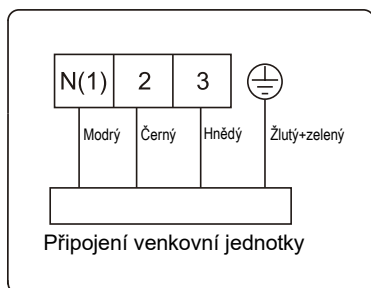 N(1) 2 3
Modrý Černý Hnědý Žlutý+zelený
Připojení venkovní jednotky